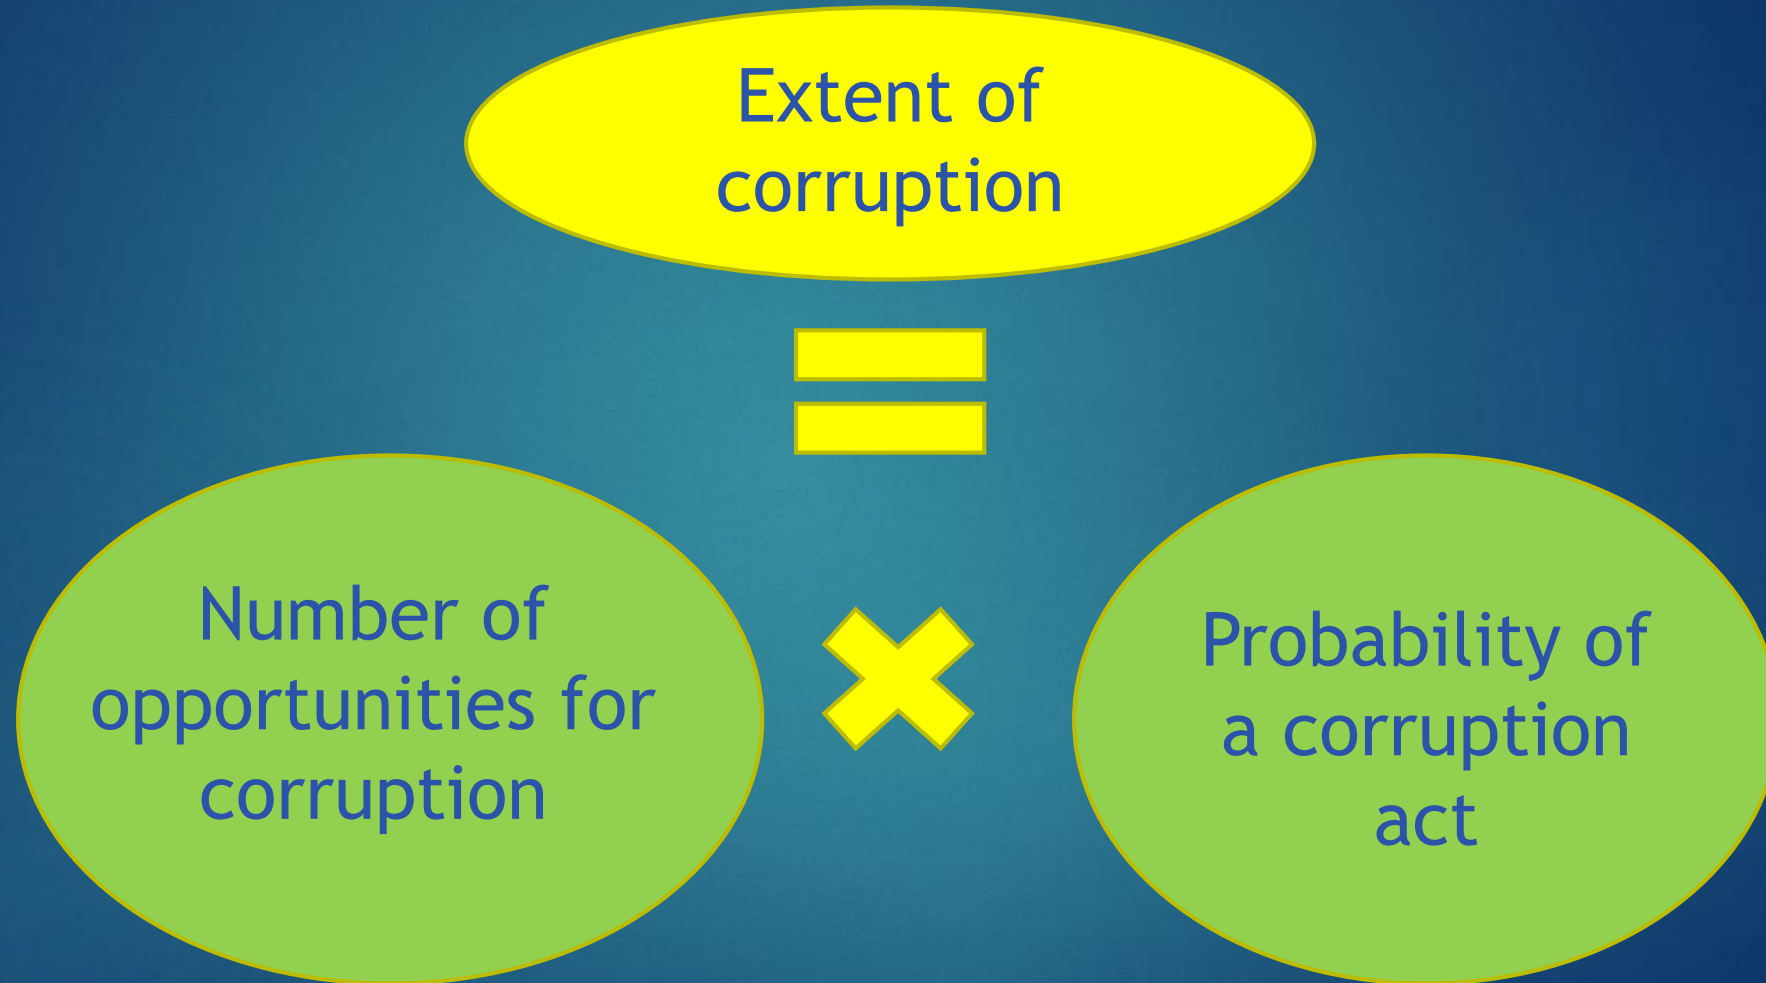 Extent of
corruption
Number of
opportunities for
corruption
Probability of
a corruption
act